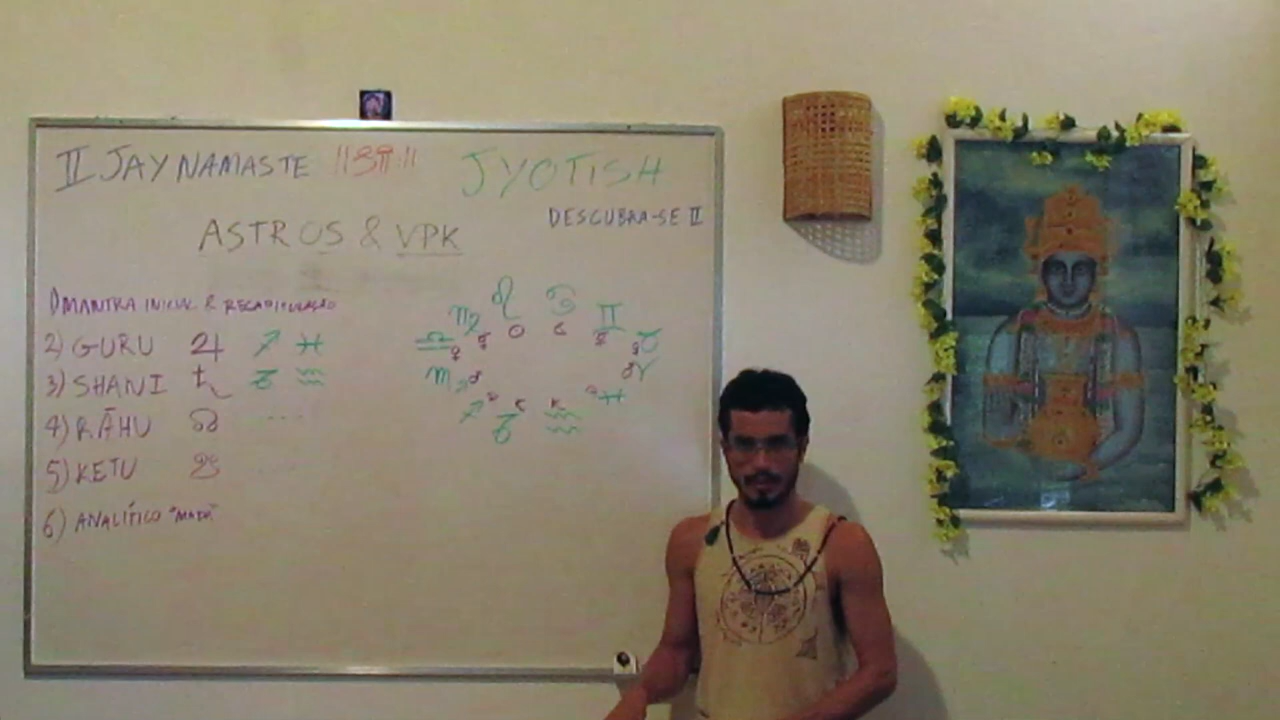 II JAY NAMASTE ||ॐ|| JYOTISH
DESCUBRA-SE II
ASTROS & VPK
1) MANTRA INICIAL & RECAPITULAÇÃO
2) GURU ♃ ♐ ♓
3) SHANI ♄ ♑ ♒
4) RĀHU ☊
5) KETU ☋
6) ANALÍTICO "MAPA"
♍ ♌ ♋ ♊
♎ ☿ ☉ ☾ ☿ ♀ ♉
♏ ♂ ♂ ♈
♐ ♃ ♄ ♄ ♃ ♓
♑ ♒